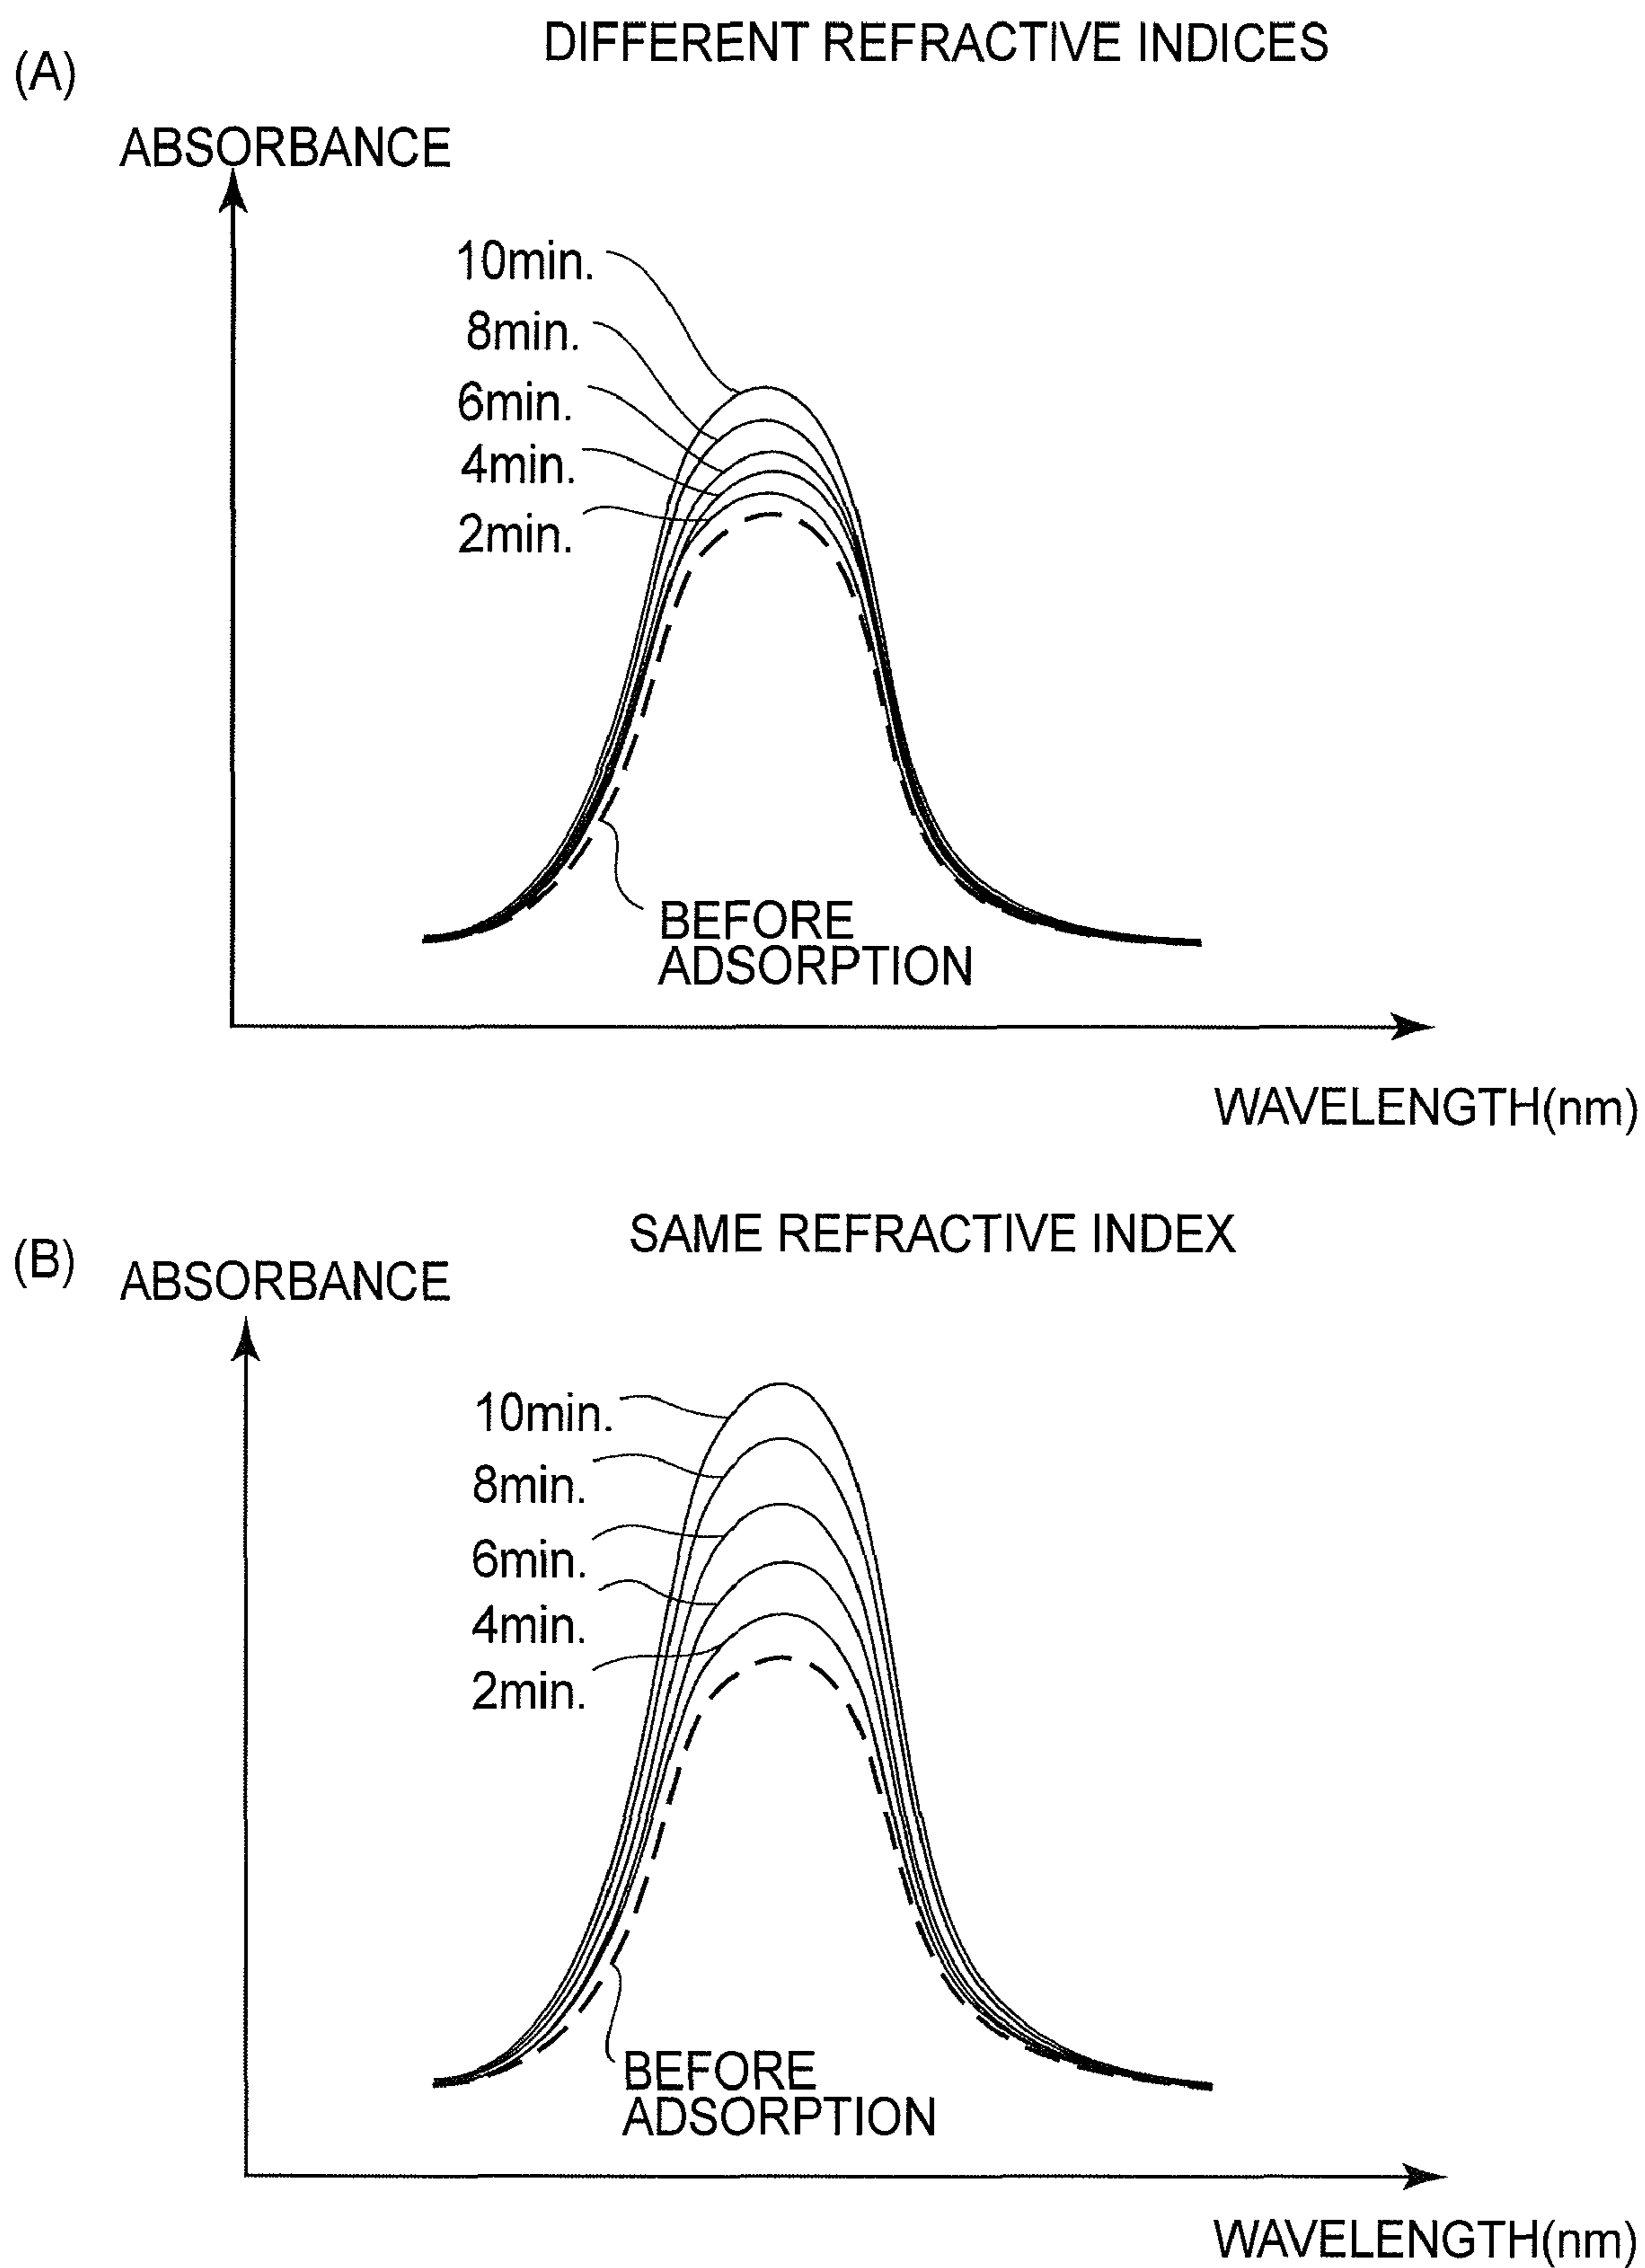 DIFFERENT REFRACTIVE INDICES
(A)
ABSORBANCE
10min.
8min.
6min.
4min.
2min.
BEFORE
ADSORPTION
WAVELENGTH(nm)
SAME REFRACTIVE INDEX
(B)
ABSORBANCE
10min.
8min.
6min.
4min.
2min.
BEFORE
ADSORPTION
WAVELENGTH(nm)